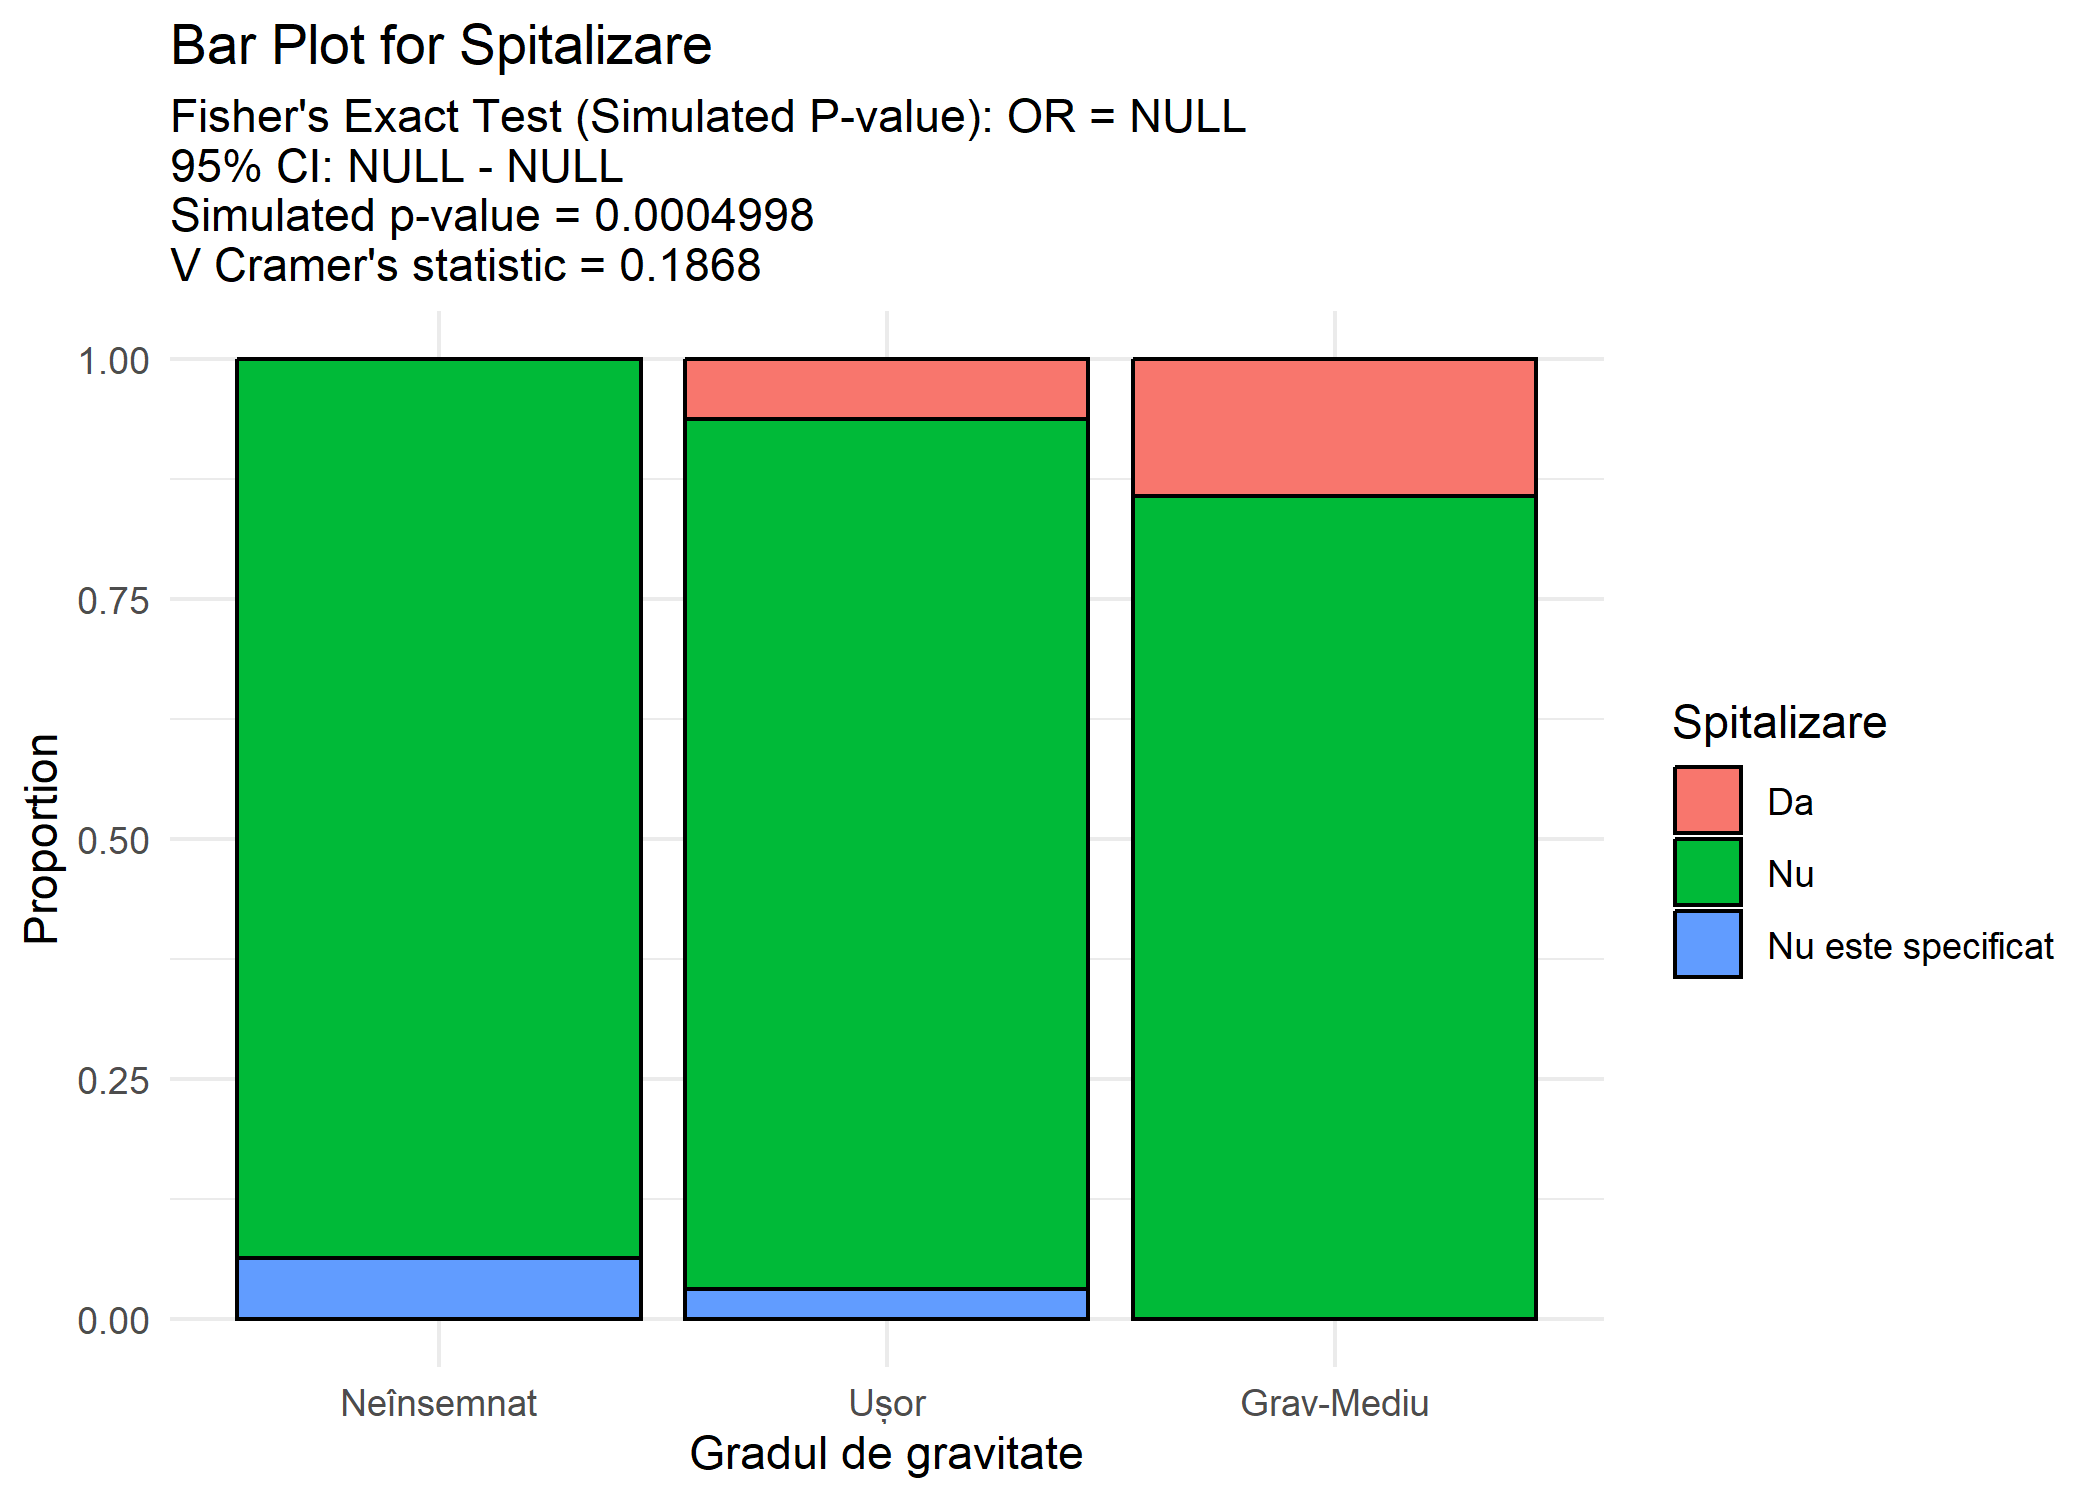 Bar Plot for Spitalizare
Fisher's Exact Test (Simulated P-value): OR = NULL
95% CI: NULL - NULL
Simulated p-value = 0.0004998
V Cramer's statistic = 0.1868
1.00
0.75
0.50
0.25
0.00
Proportion
Neînsemnat
Ușor
Grav-Mediu
Gradul de gravitate
Spitalizare
Da
Nu
Nu este specificat